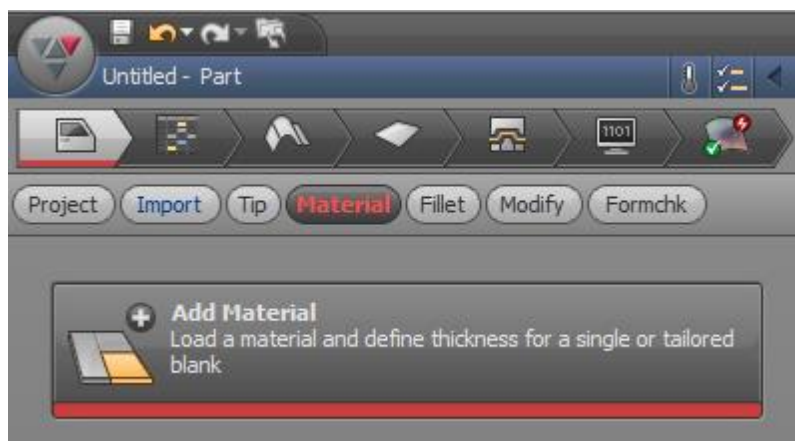 Untitled - Part
1101
Project Import Tip Material Fillet Modify Formchk
Add Material
Load a material and define thickness for a single or tailored
blank